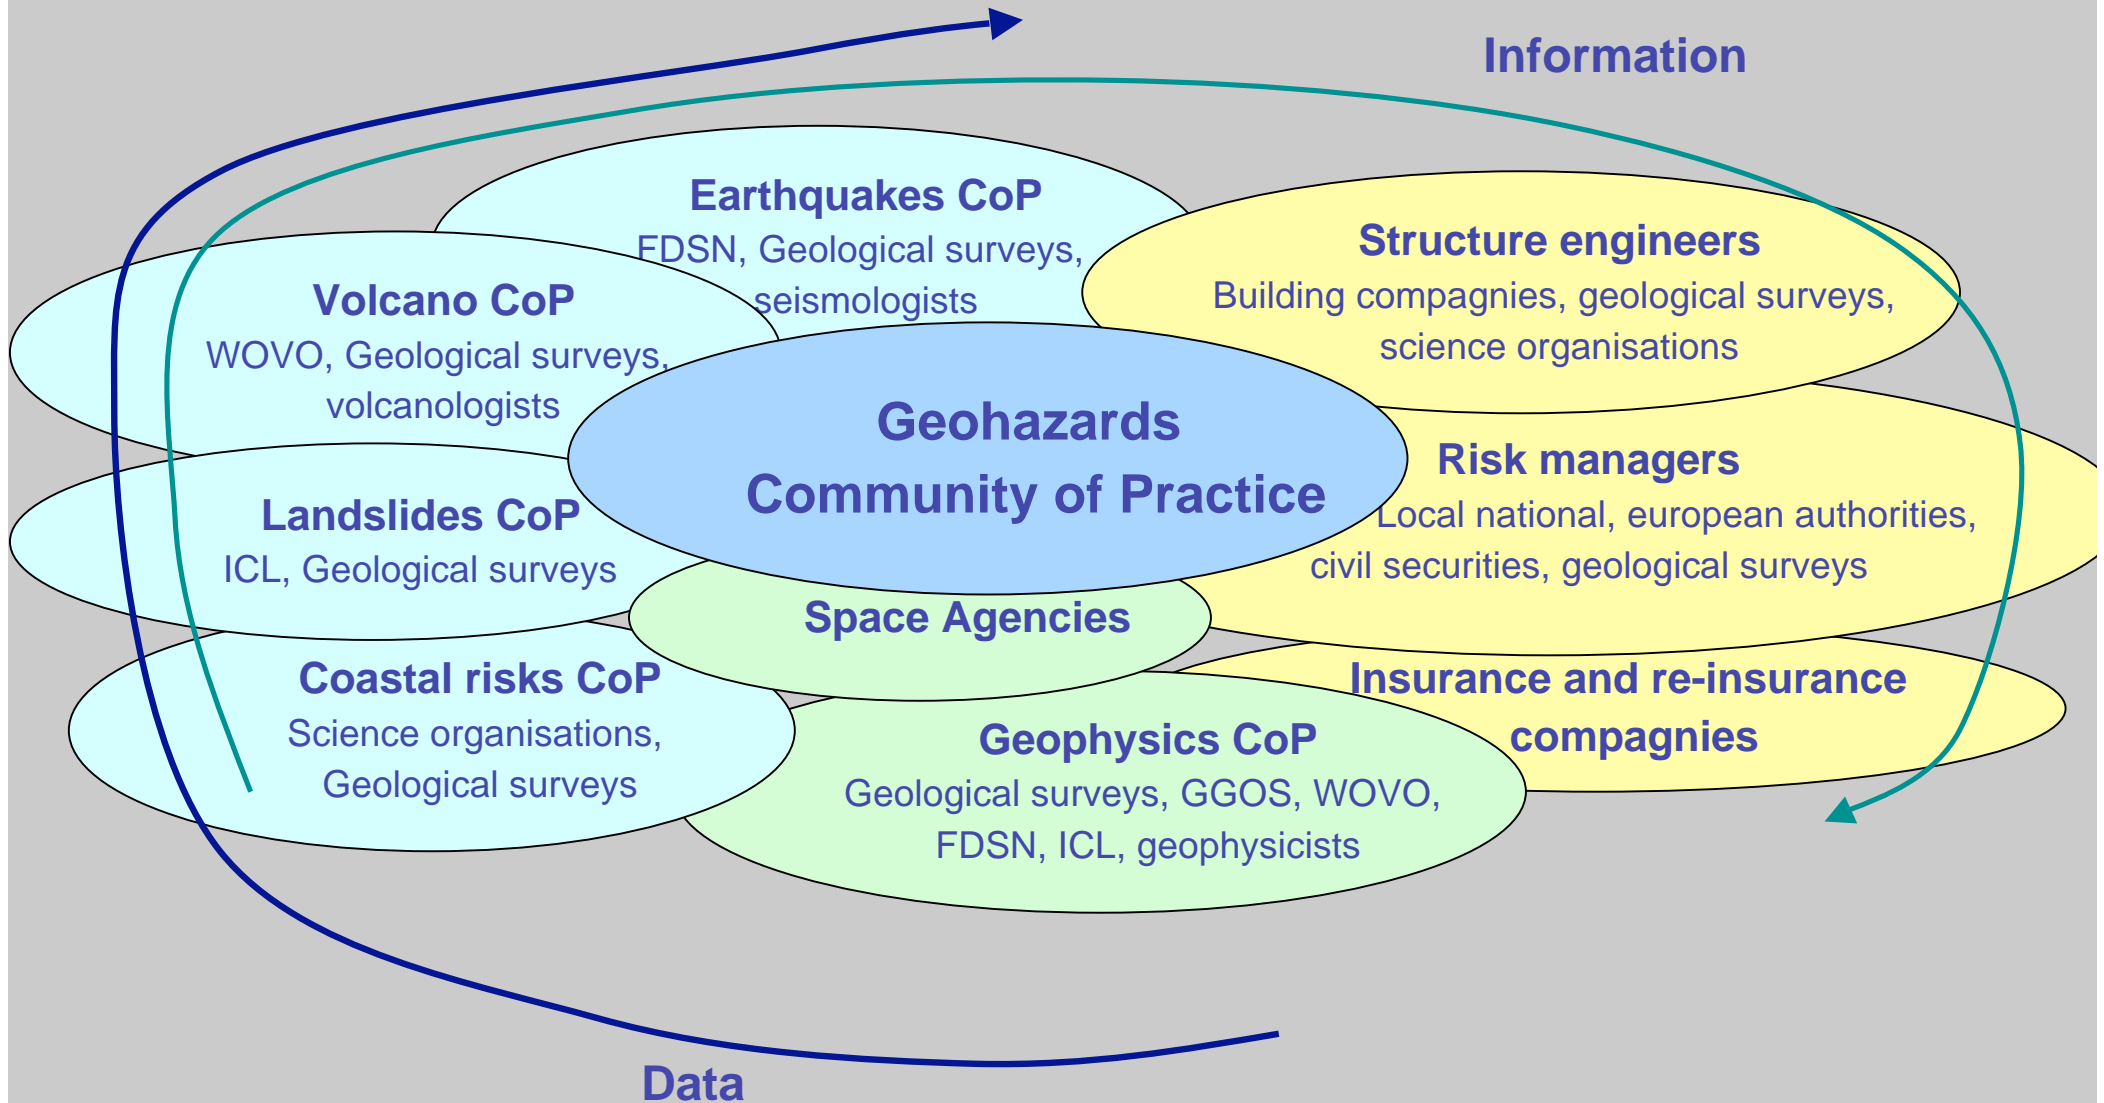 Information
Earthquakes CoP
FDSN, Geological surveys,
seismologists
Structure engineers
Building compagnies, geological surveys,
science organisations
Volcano CoP
WOVO, Geological surveys,
volcanologists
Geohazards
Community of Practice
Risk managers
Local national, european authorities,
civil securities, geological surveys
Landslides CoP
ICL, Geological surveys
Space Agencies
Coastal risks CoP
Science organisations,
Geological surveys
Insurance and re-insurance
compagnies
Geophysics CoP
Geological surveys, GGOS, WOVO,
FDSN, ICL, geophysicists
Data